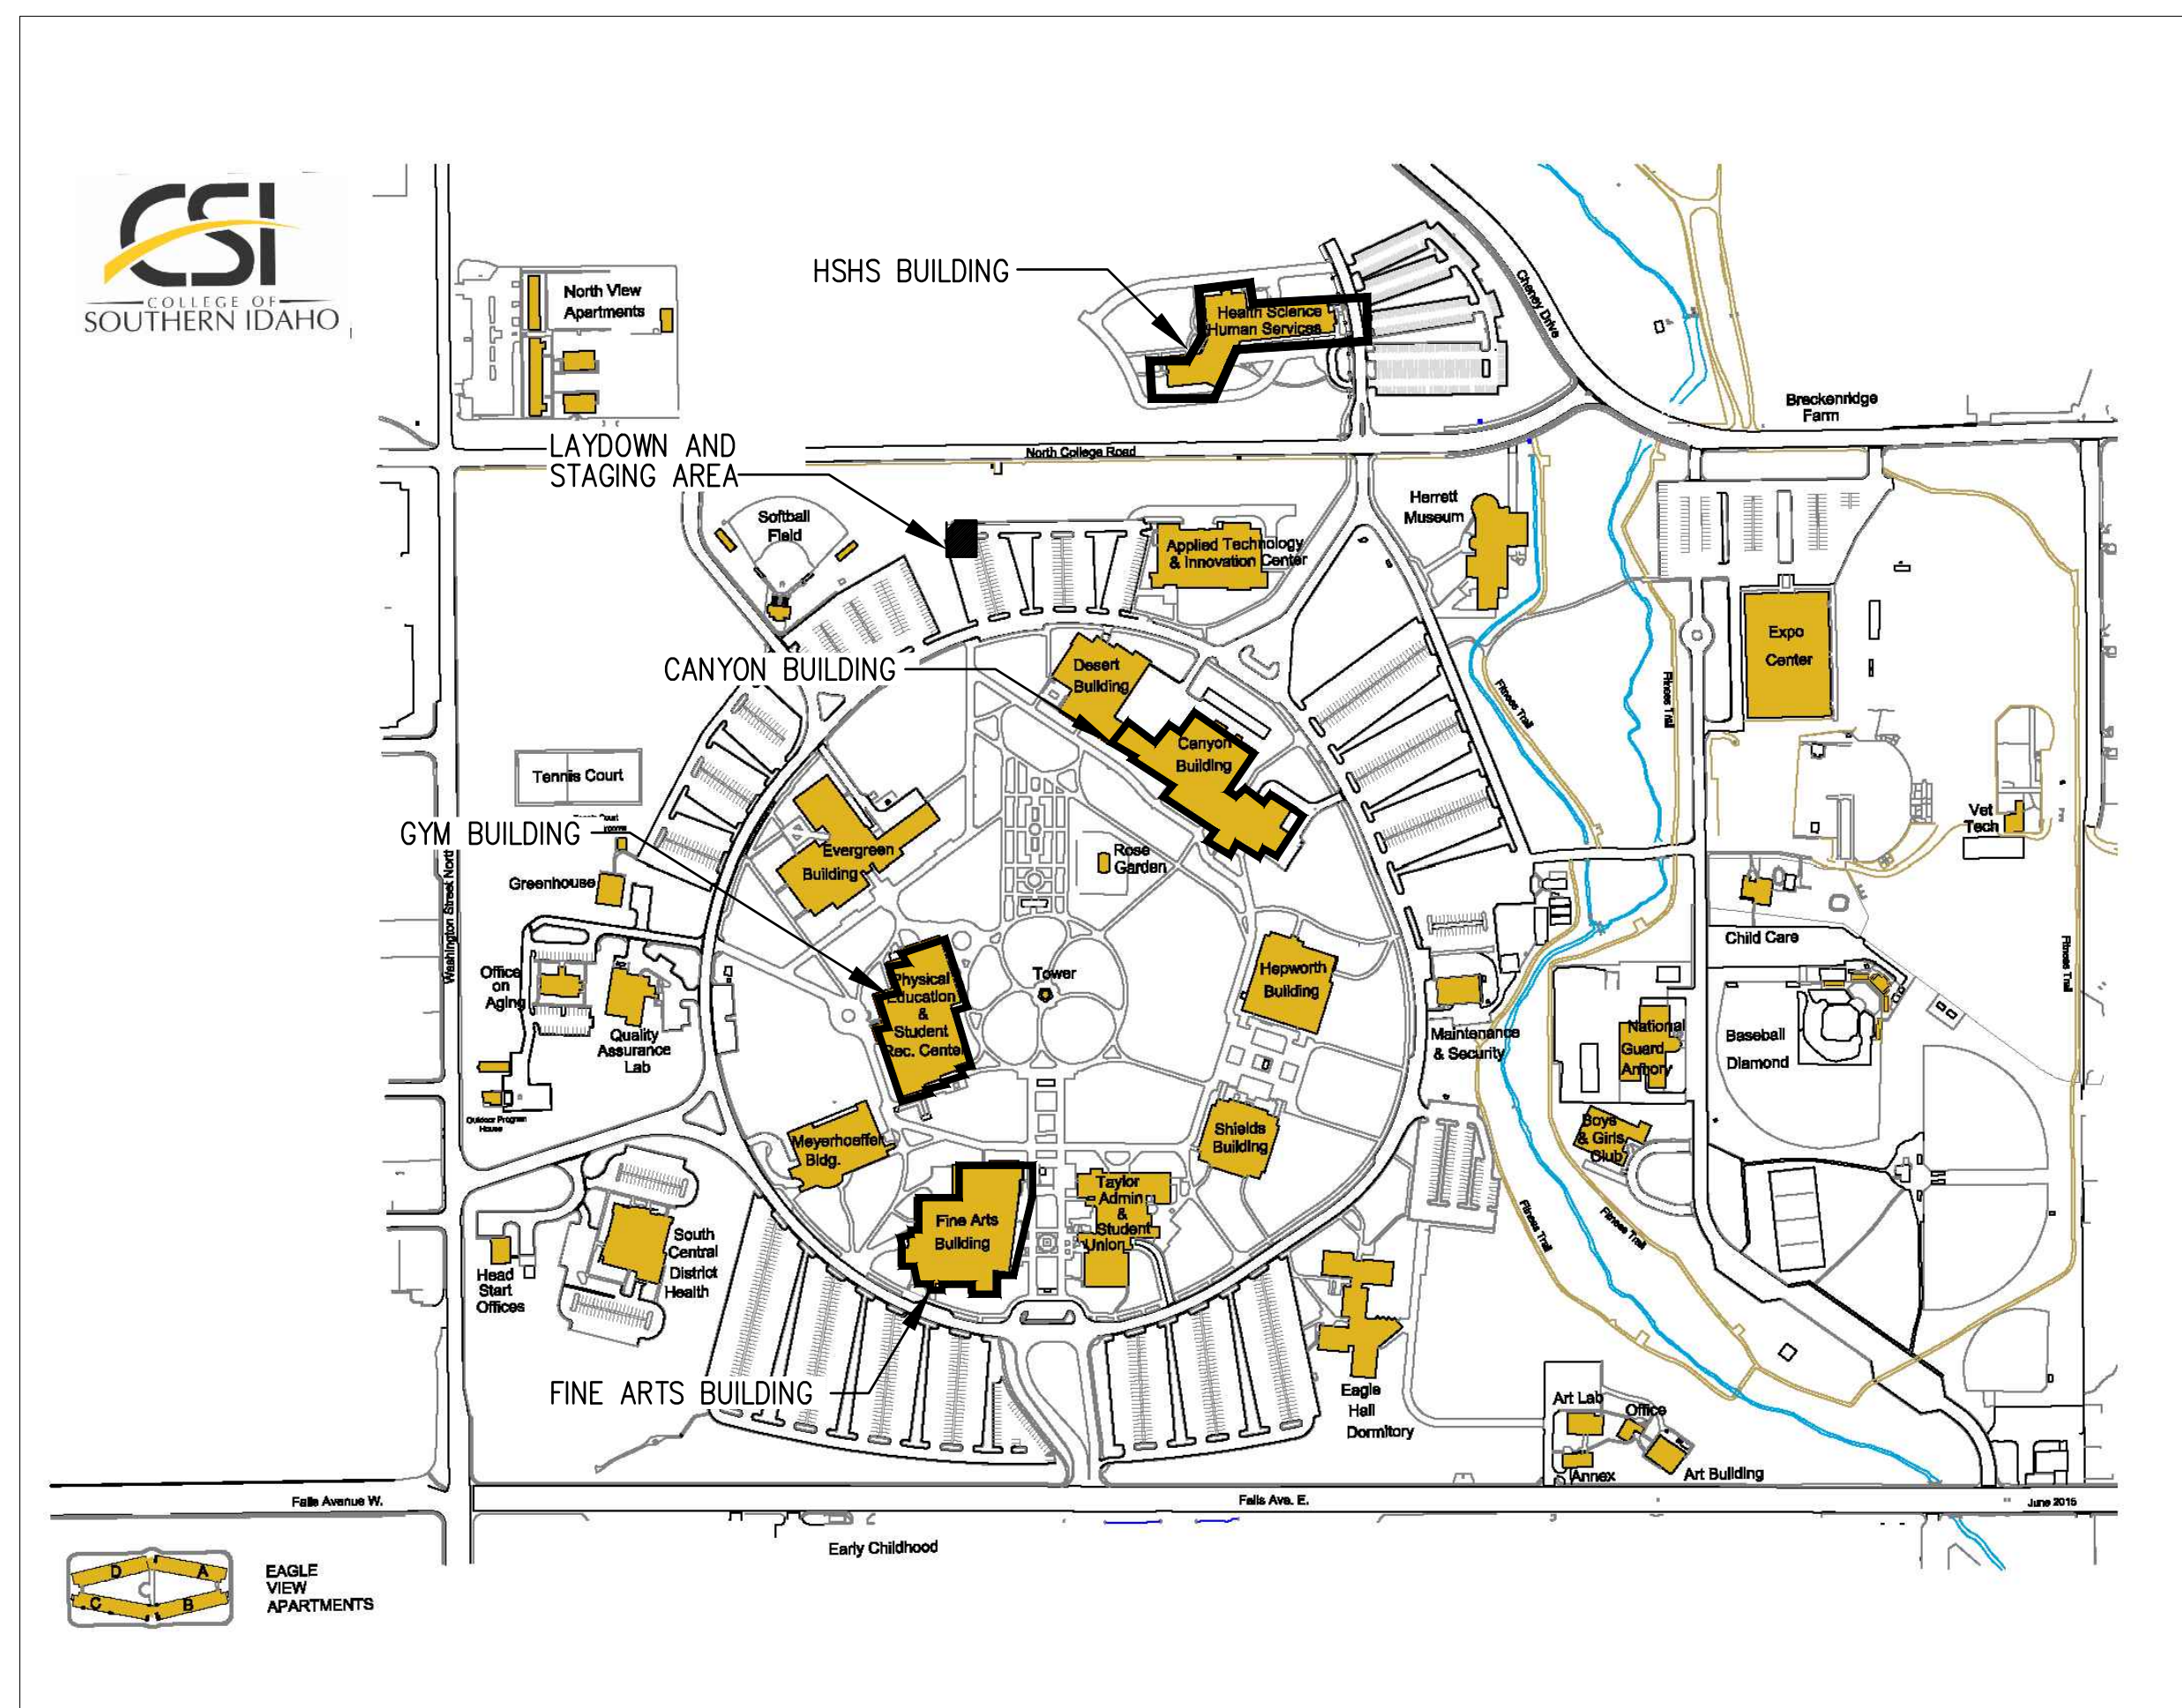 CSI
COLLEGE OF
SOUTHERN IDAHO
HSHS BUILDING
North View
Apartments
Health Science
Human Services
Cheney Drive
Breckenridge
Farm
LAYDOWN AND
STAGING AREA
North College Road
Softball
Field
Herrett
Museum
Applied Technology
& Innovation Center
Expo
Center
CANYON BUILDING
Desert
Building
Canyon
Building
Fitness Trail
Fitness Trail
Tennis Court
Court
GYM BUILDING
Evergreen
Building
Rose
Garden
Vet
Tech
Washington Street North
Greenhouse
Child Care
Fitness Trail
Office
on
Aging
Quality
Assurance
Lab
Physical
Education
&
Student
Rec. Center
Tower
Hepworth
Building
Maintenance
& Security
National
Guard
Armory
Baseball
Diamond
Outdoor Program
House
Meyerhoeffer
Bldg.
Shields
Building
Boys
& Girls
Club
Fine Arts
Building
Taylor
Admin
&
Student
Union
Fitness Trail
Fitness Trail
South
Central
District
Health
Head
Start
Offices
FINE ARTS BUILDING
Eagle
Hall
Dormitory
Art Lab
Office
Annex
Art Building
Falls Avenue W.
Falls Ave. E.
June 2015
Early Childhood
D
A
C
B
EAGLE
VIEW
APARTMENTS